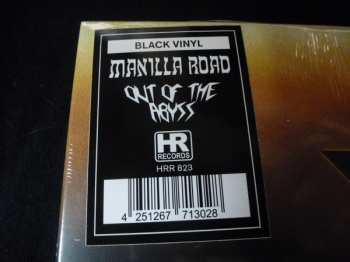 BLACK VINYL
MANILLA ROAD
OUT OF THE
ABYSS
HR
RECORDS
HRR 823
4 251267 713028